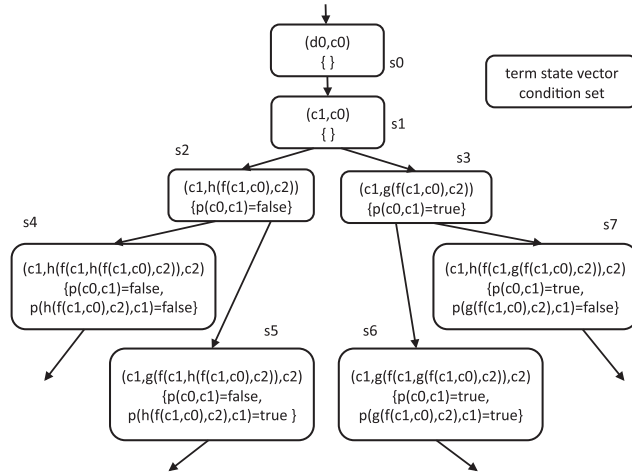 (d0,c0)
{ }
s0
term state vector
condition set
(c1,c0)
{ }
s1
s2
s3
(c1,h(f(c1,c0),c2))
{p(c0,c1)=false}
(c1,g(f(c1,c0),c2))
{p(c0,c1)=true}
s4
s7
(c1,h(f(c1,h(f(c1,c0),c2)),c2)
{p(c0,c1)=false,
p(h(f(c1,c0),c2),c1)=false}
(c1,h(f(c1,g(f(c1,c0),c2)),c2)
{p(c0,c1)=true,
p(g(f(c1,c0),c2),c1)=false}
s5
s6
(c1,g(f(c1,h(f(c1,c0),c2)),c2)
{p(c0,c1)=false,
p(h(f(c1,c0),c2),c1)=true }
(c1,g(f(c1,g(f(c1,c0),c2)),c2)
{p(c0,c1)=true,
p(g(f(c1,c0),c2),c1)=true}